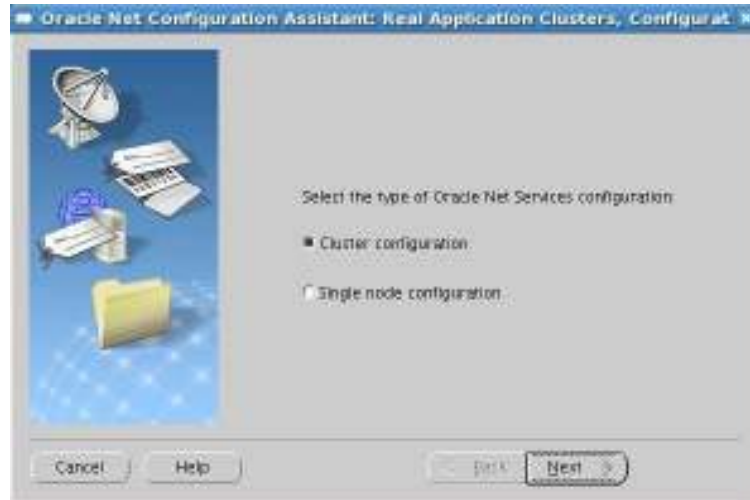 Oracle Net Configuration Assistant: Real Application Clusters, Configurat
Select the type of Oracle Net Services configuration:
Cluster configuration
Single node configuration
Cancel
Help
Back
Next